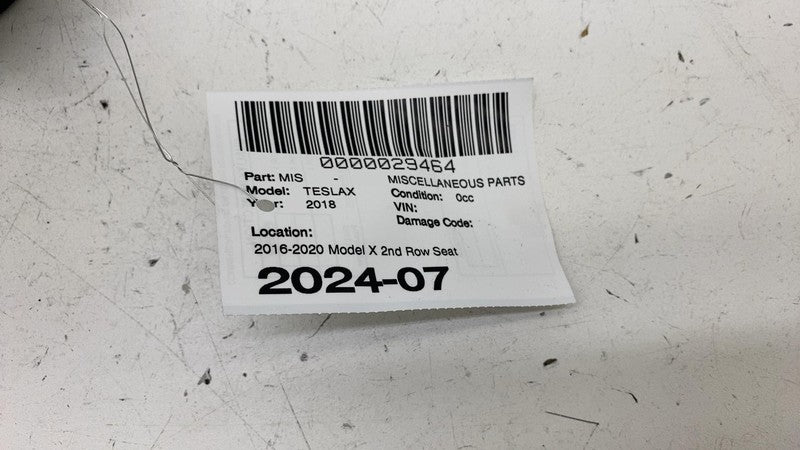 0000029464
Part: MIS - MISCELLANEOUS PARTS
Model: TESLAX Condition: 0cc
Year: 2018 VIN:
Damage Code:
Location:
2016-2020 Model X 2nd Row Seat
2024-07